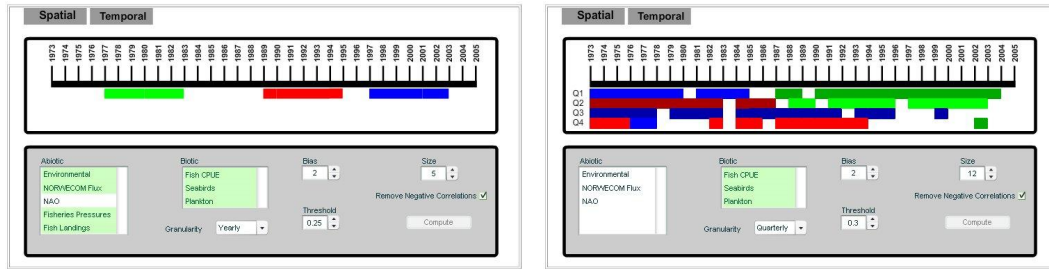 Spatial Temporal
1973 1974 1975 1976 1977 1978 1979 1980 1981 1982 1983 1984 1985 1986 1987 1988 1989 1990 1991 1992 1993 1994 1995 1996 1997 1998 1999 2000 2001 2002 2003 2004 2005
Abiotic Biotic Bias Size
Environmental Fish CPUE 2 5
NORWECOM Flux Seabirds
NAO Plankton Remove Negative Correlations
Fisheries Pressures Threshold
Fish Landings Granularity Yearly 0.25 Compute
Spatial Temporal
1973 1974 1975 1976 1977 1978 1979 1980 1981 1982 1983 1984 1985 1986 1987 1988 1989 1990 1991 1992 1993 1994 1995 1996 1997 1998 1999 2000 2001 2002 2003 2004 2005
Q1
Q2
Q3
Q4
Abiotic Biotic Bias Size
Environmental Fish CPUE 2 12
NORWECOM Flux Seabirds
NAO Plankton Remove Negative Correlations
Threshold
Granularity Quarterly 0.3 Compute